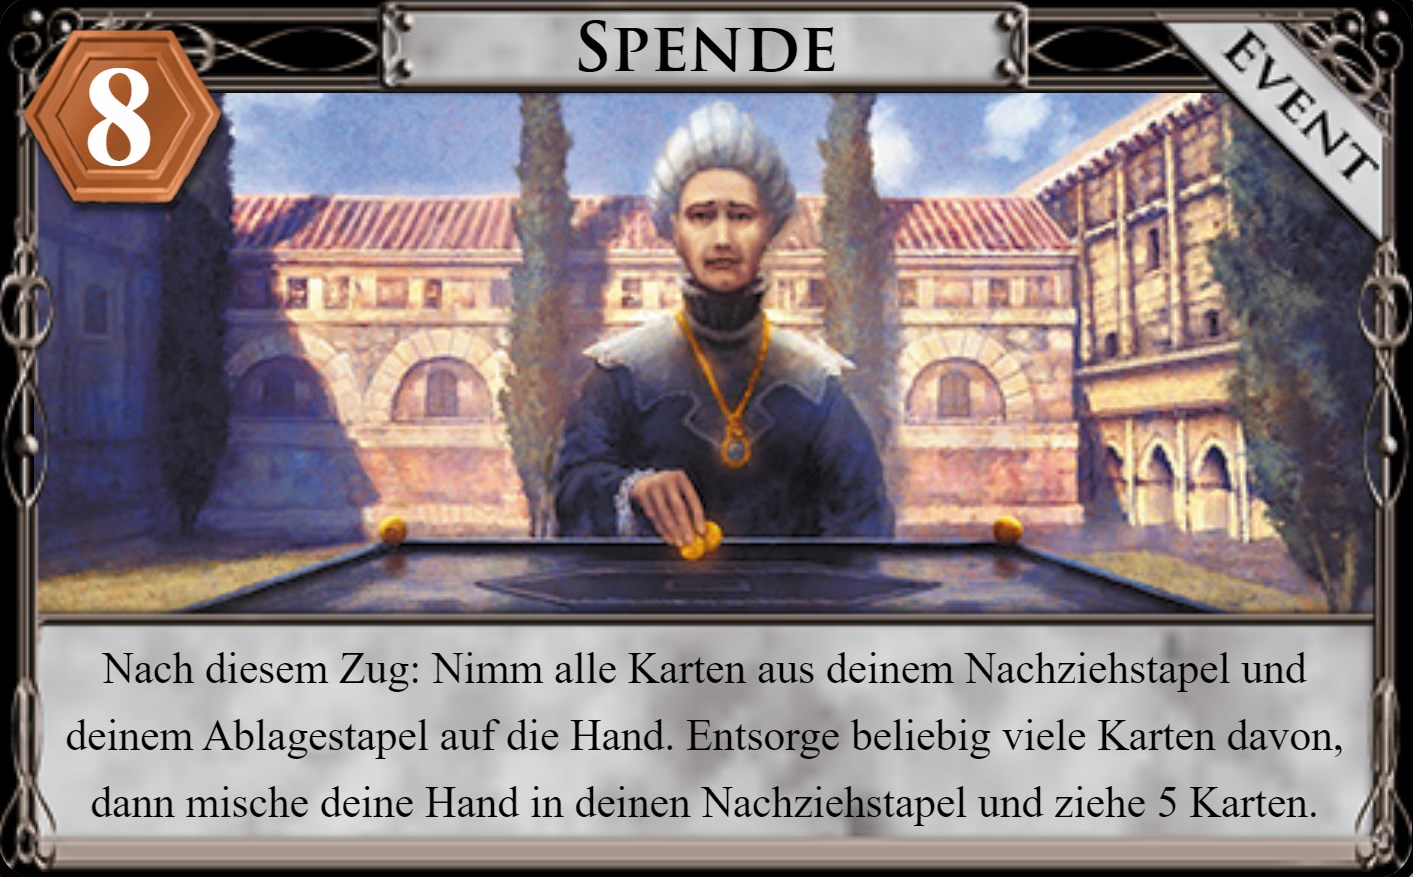 SPENDE
8
EVENT
Nach diesem Zug: Nimm alle Karten aus deinem Nachziehstapel und
deinem Ablagestapel auf die Hand. Entsorge beliebig viele Karten davon,
dann mische deine Hand in deinen Nachziehstapel und ziehe 5 Karten.